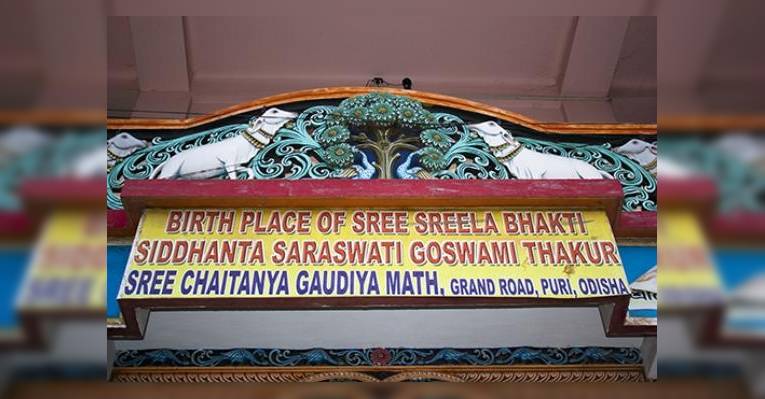 BIRTH PLACE OF SREE SREELA BHAKTI
SIDDHANTA SARASWATI GOSWAMI THAKUR
SREE CHAITANYA GAUDIYA MATH. GRAND ROAD, PURI, ODISHA